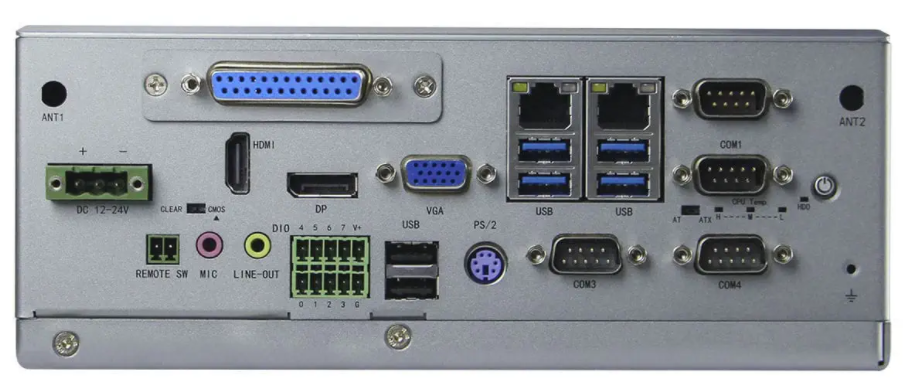 ANT1
ANT2
HDMI
COM1
+ -
DC 12-24V
CLEAR CMOS
DP
VGA
USB
USB
CPU Temp
AT ATX H M L
HDD
DIO 4 5 6 7 V+
USB
PS/2
REMOTE SW
MIC
LINE-OUT
COM3
COM4
0 1 2 3 G